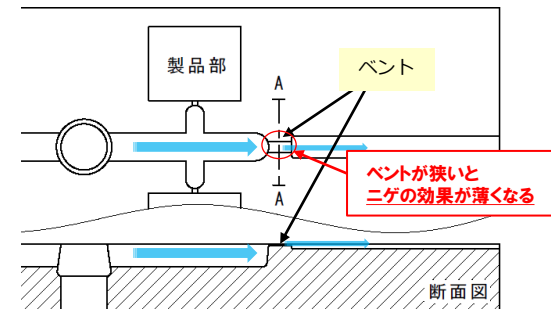 製品部
ベント
A
ベントが狭いと
ニゲの効果が薄くなる
A
断面図